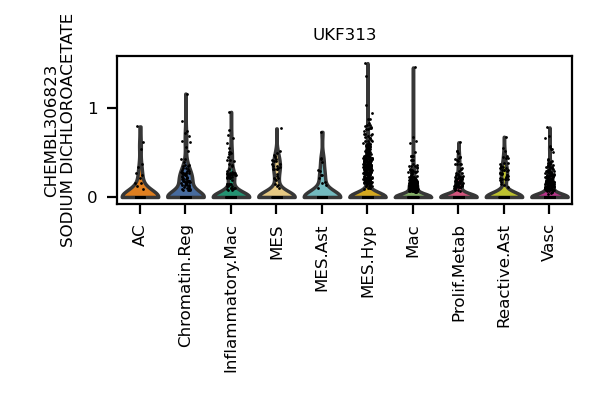 UKF313
CHEMBL306823
SODIUM DICHLOROACETATE
1
0
AC
Chromatin.Reg
Inflammatory.Mac
MES
MES.Ast
MES.Hyp
Mac
Prolif.Metab
Reactive.Ast
Vasc